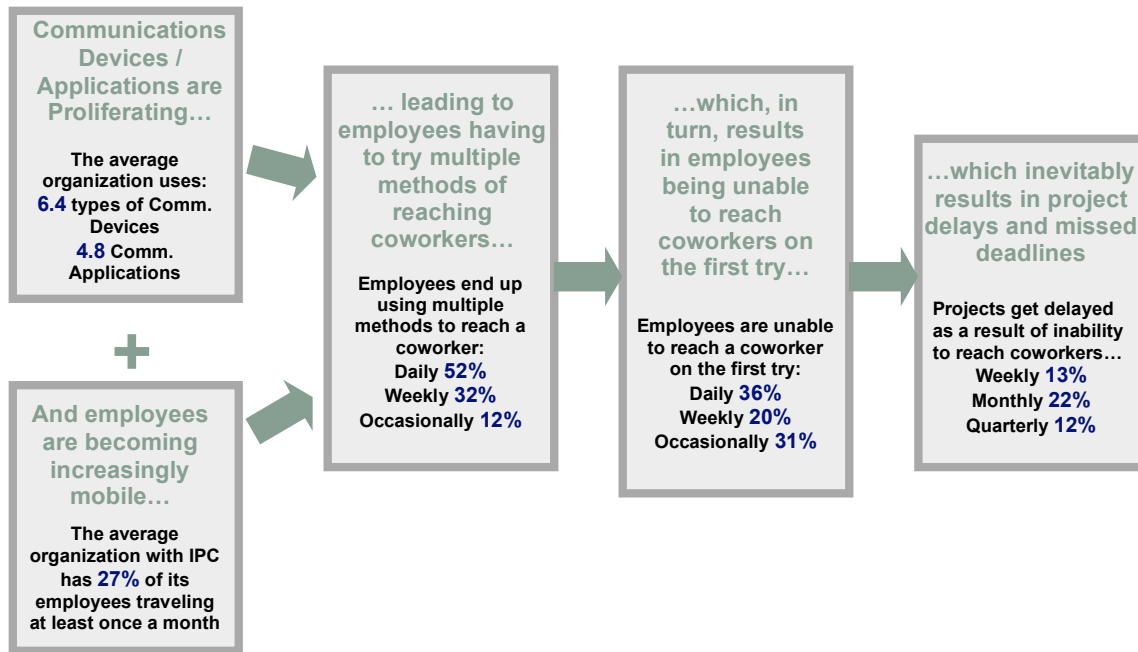 Communications
Devices /
Applications are
Proliferating…
The average
organization uses:
6.4 types of Comm.
Devices
4.8 Comm.
Applications
+
And employees
are becoming
increasingly
mobile…
The average
organization with IPC
has 27% of its
employees traveling
at least once a month
… leading to
employees having
to try multiple
methods of
reaching
coworkers…
Employees end up
using multiple
methods to reach a
coworker:
Daily 52%
Weekly 32%
Occasionally 12%
…which, in
turn, results
in employees
being unable
to reach
coworkers on
the first try…
Employees are unable
to reach a coworker
on the first try:
Daily 36%
Weekly 20%
Occasionally 31%
…which inevitably
results in project
delays and missed
deadlines
Projects get delayed
as a result of inability
to reach coworkers…
Weekly 13%
Monthly 22%
Quarterly 12%